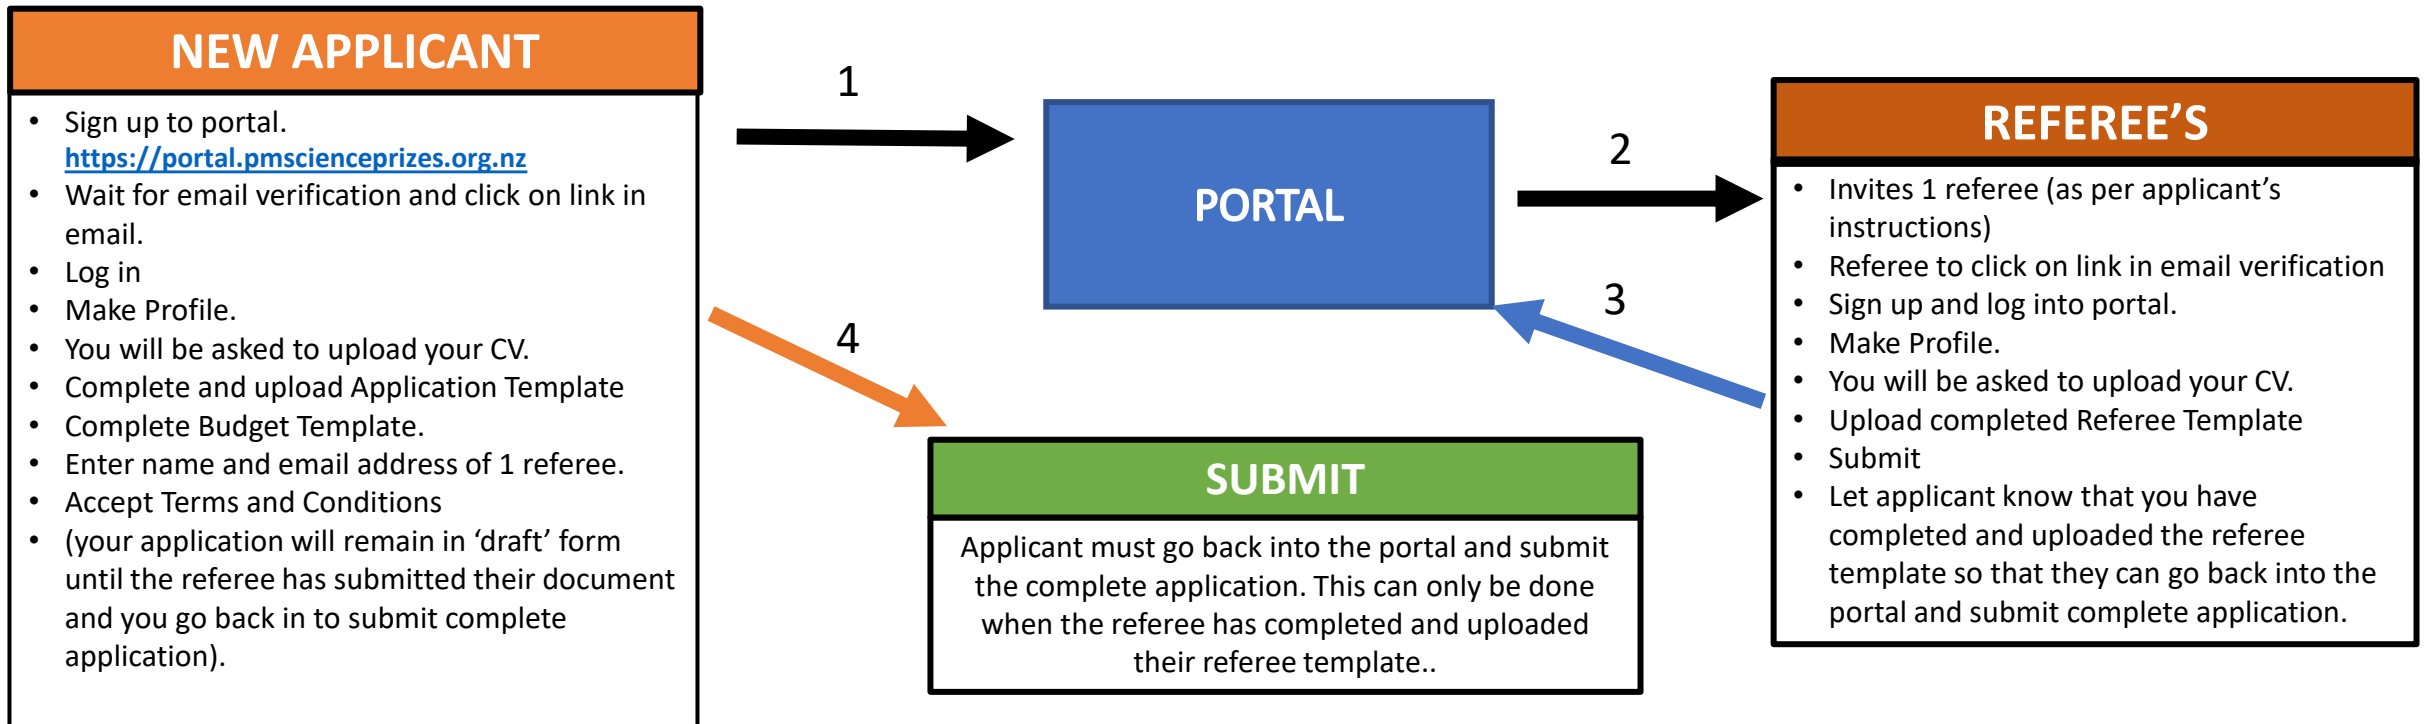 NEW APPLICANT
• Sign up to portal.
https://portal.pmscienceprizes.org.nz
• Wait for email verification and click on link in
email.
• Log in
• Make Profile.
• You will be asked to upload your CV.
• Complete and upload Application Template
• Complete Budget Template.
• Enter name and email address of 1 referee.
• Accept Terms and Conditions
• (your application will remain in ‘draft’ form
until the referee has submitted their document
and you go back in to submit complete
application).
1
PORTAL
2
REFEREE’S
• Invites 1 referee (as per applicant’s
instructions)
• Referee to click on link in email verification
• Sign up and log into portal.
• Make Profile.
• You will be asked to upload your CV.
• Upload completed Referee Template
• Submit
• Let applicant know that you have
completed and uploaded the referee
template so that they can go back into the
portal and submit complete application.
3
4
SUBMIT
Applicant must go back into the portal and submit
the complete application. This can only be done
when the referee has completed and uploaded
their referee template..